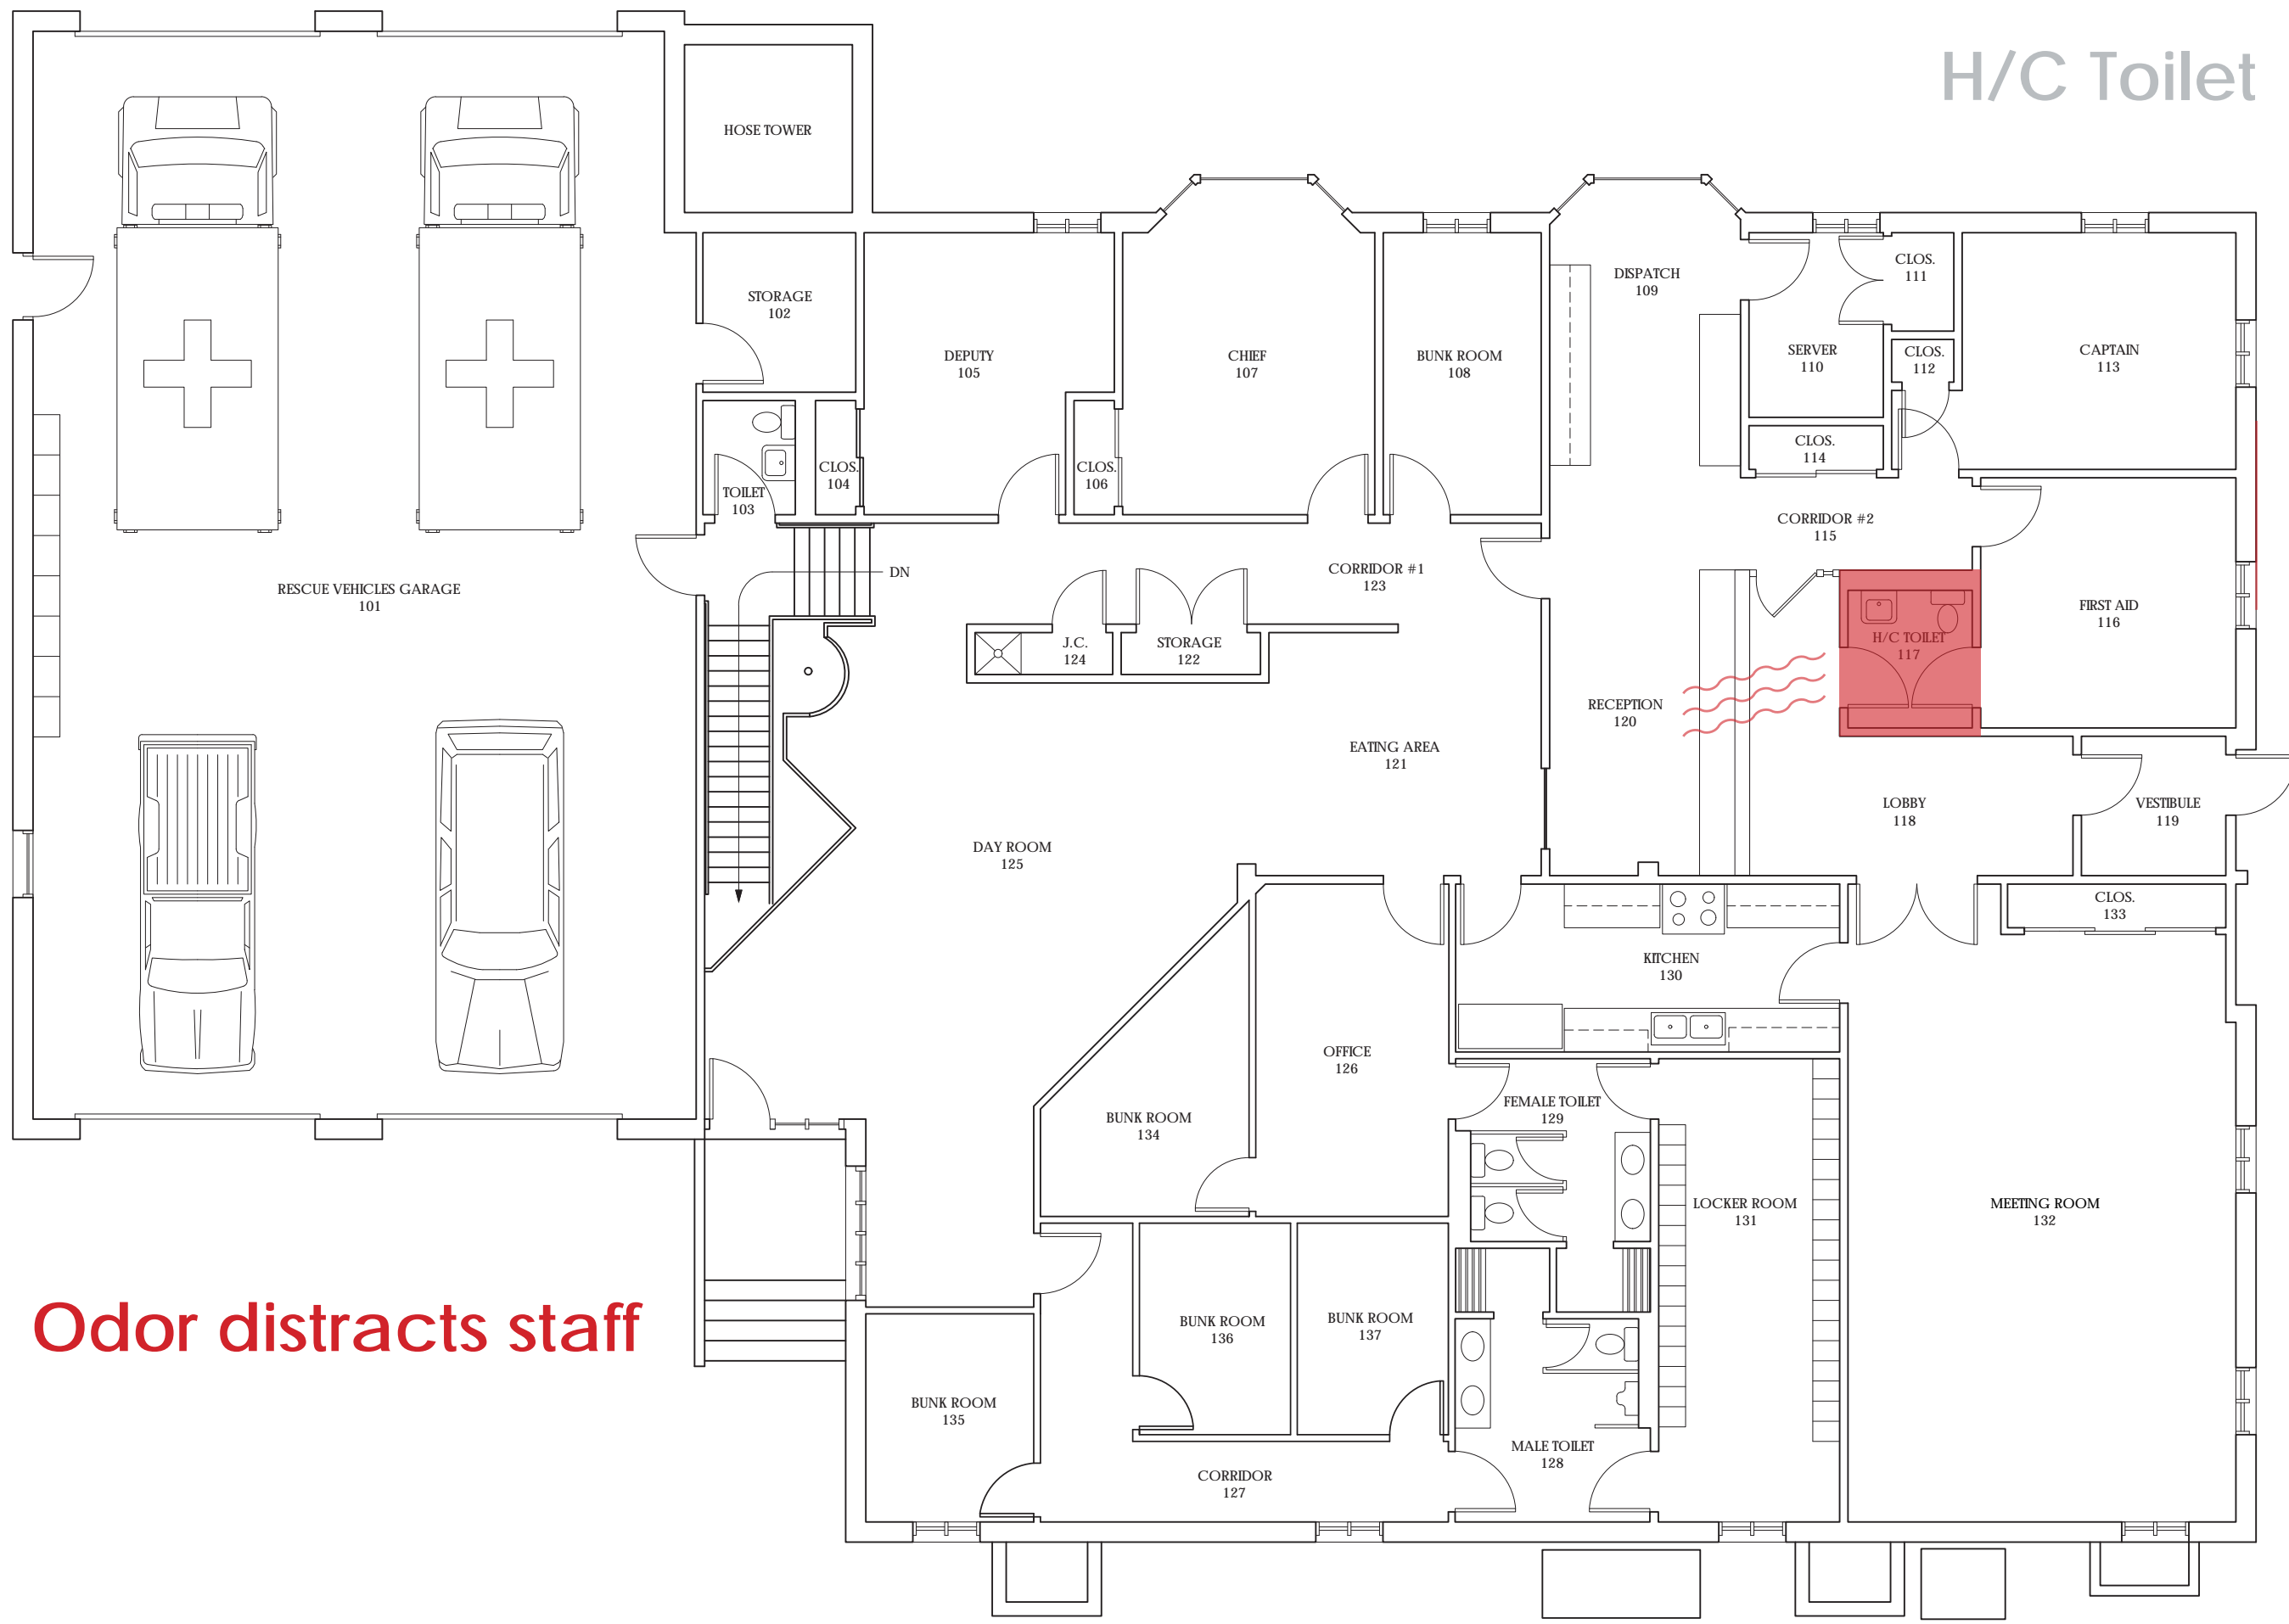 H/C Toilet
HOSE TOWER
DISPATCH
109
CLOS.
111
STORAGE
102
DEPUTY
105
CHIEF
107
BUNK ROOM
108
SERVER
110
CLOS.
112
CAPTAIN
113
CLOS.
114
CLOS.
104
CLOS.
106
TOILET
103
CORRIDOR #2
115
DN
CORRIDOR #1
123
RESCUE VEHICLES GARAGE
101
FIRST AID
116
J.C.
124
STORAGE
122
H/C TOILET
117
RECEPTION
120
EATING AREA
121
LOBBY
118
VESTIBULE
119
DAY ROOM
125
CLOS.
133
KITCHEN
130
OFFICE
126
BUNK ROOM
134
FEMALE TOILET
129
LOCKER ROOM
131
MEETING ROOM
132
Odor distracts staff
BUNK ROOM
136
BUNK ROOM
137
BUNK ROOM
135
MALE TOILET
128
CORRIDOR
127